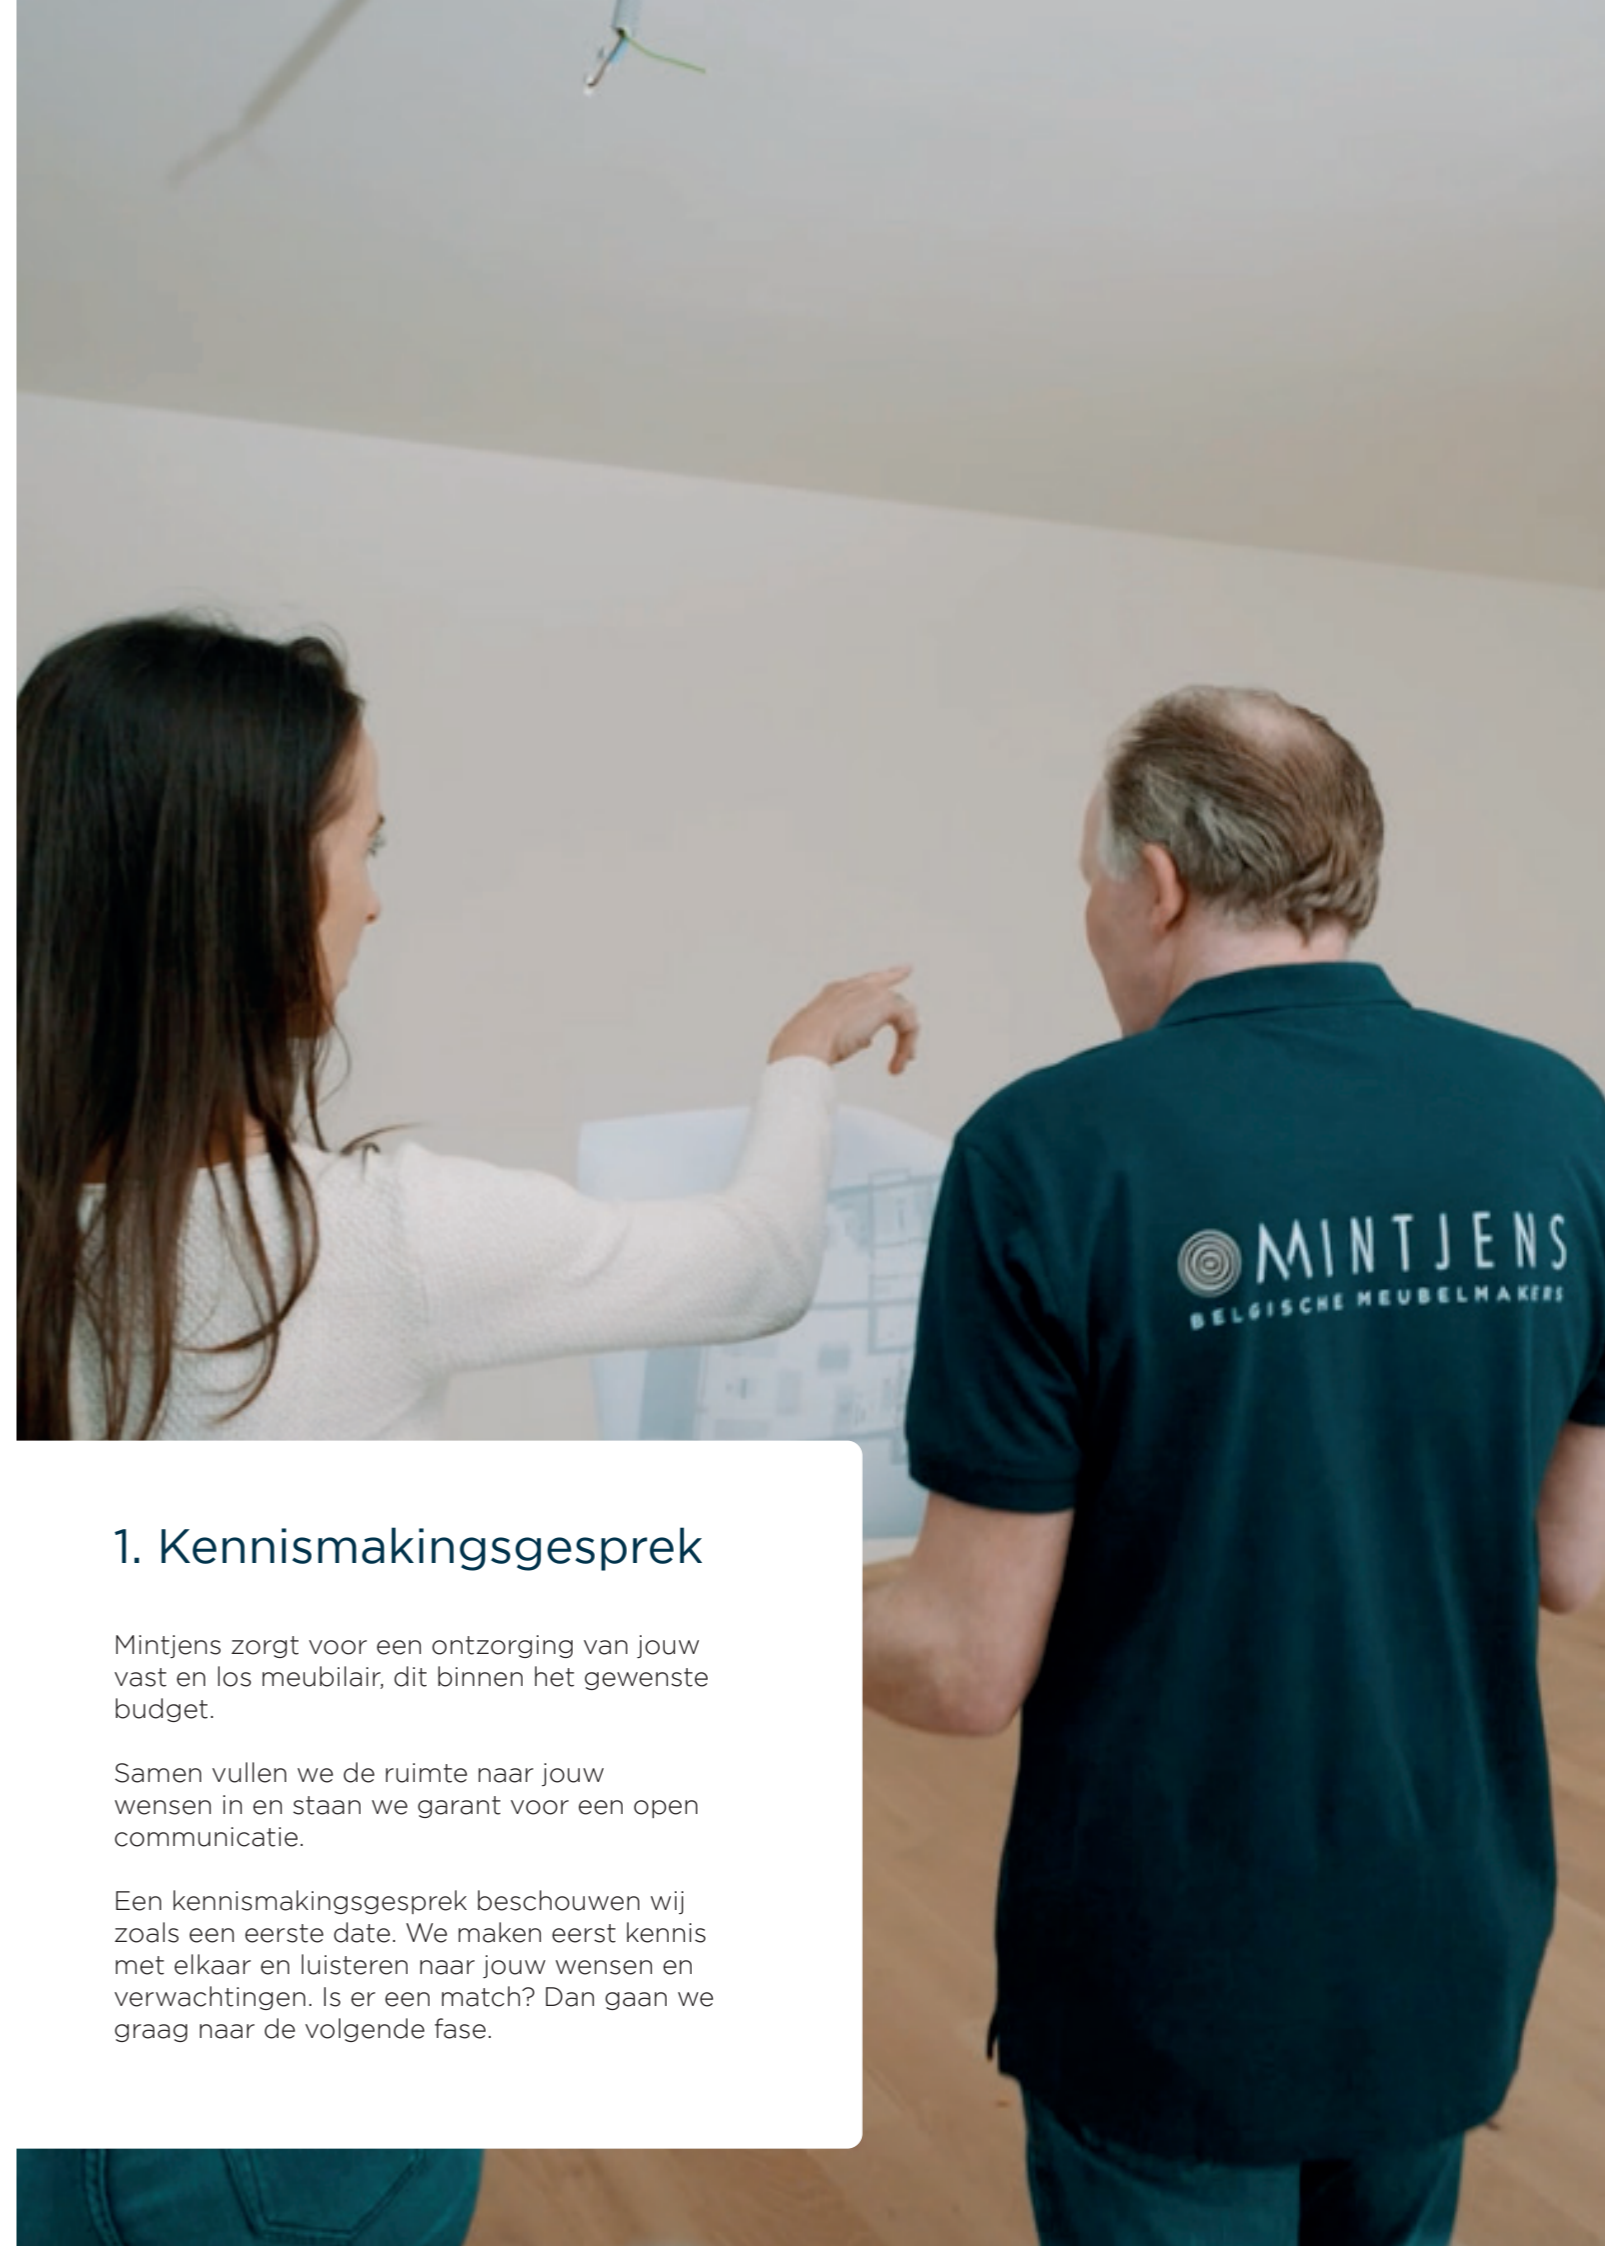 MINTJENS
BELGISCHE MEUBELMAKERS
1. Kennismakingsgesprek
Mintjens zorgt voor een ontzorging van jouw
vast en los meubilair, dit binnen het gewenste
budget.
Samen vullen we de ruimte naar jouw
wensen in en staan we garant voor een open
communicatie.
Een kennismakingsgesprek beschouwen wij
zoals een eerste date. We maken eerst kennis
met elkaar en luisteren naar jouw wensen en
verwachtingen. Is er een match? Dan gaan we
graag naar de volgende fase.